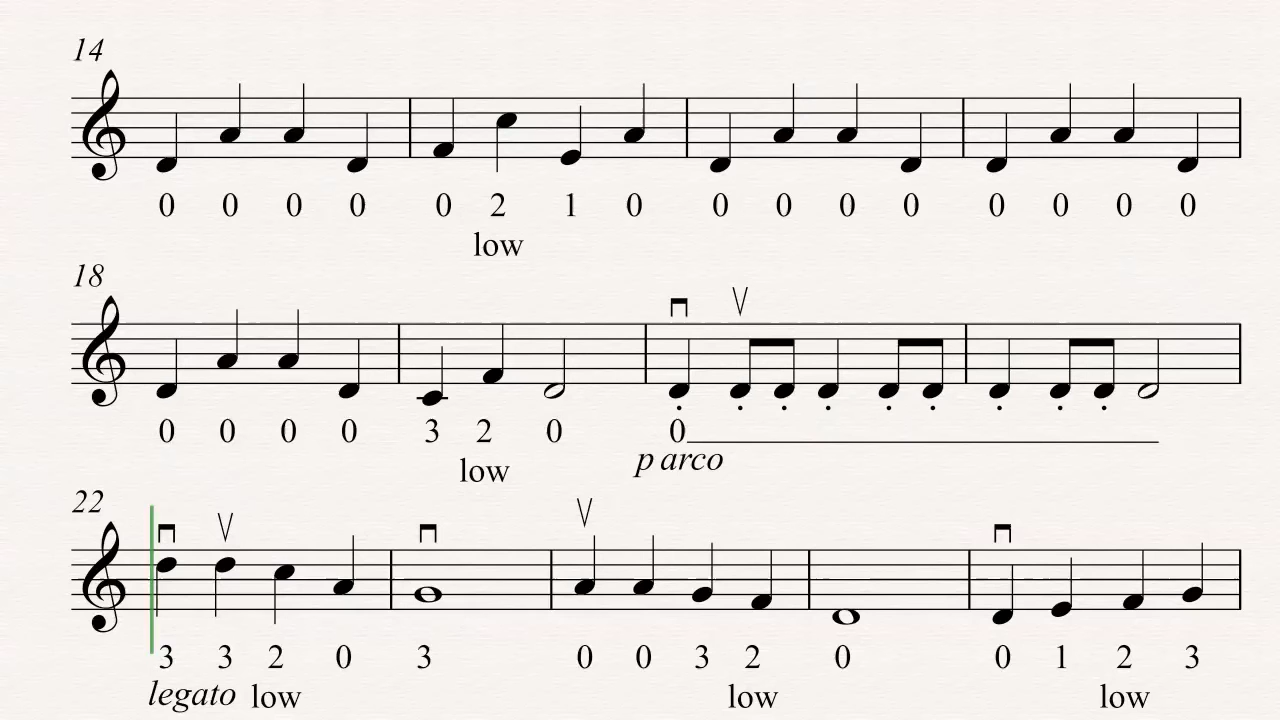 14
0 0 0 0 0 2 1 0 0 0 0 0 0 0 0 0
low
18
0 0 0 0 3 2 0 0
low p arco
22
3 3 2 0 3 0 0 3 2 0 0 1 2 3
legato low low low